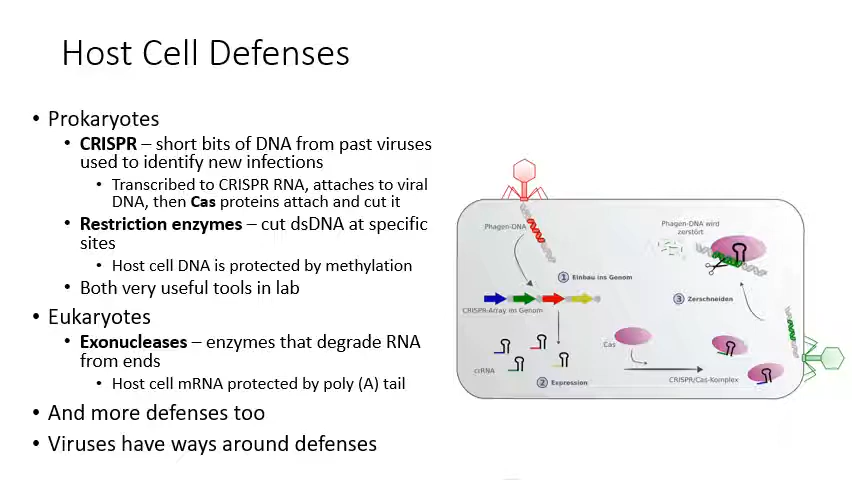 Host Cell Defenses
• Prokaryotes
• CRISPR – short bits of DNA from past viruses
used to identify new infections
• Transcribed to CRISPR RNA, attaches to viral
DNA, then Cas proteins attach and cut it
• Restriction enzymes – cut dsDNA at specific
sites
• Host cell DNA is protected by methylation
• Both very useful tools in lab
• Eukaryotes
• Exonucleases – enzymes that degrade RNA
from ends
• Host cell mRNA protected by poly (A) tail
• And more defenses too
• Viruses have ways around defenses
Phagen-DNA
1 Einbau ins Genom
CRISPR-Array im Genom
crRNA
2 Expression
Cas
CRISPR/Cas-Komplex
3 Zerschneiden
Phagen-DNA wird
zerstört